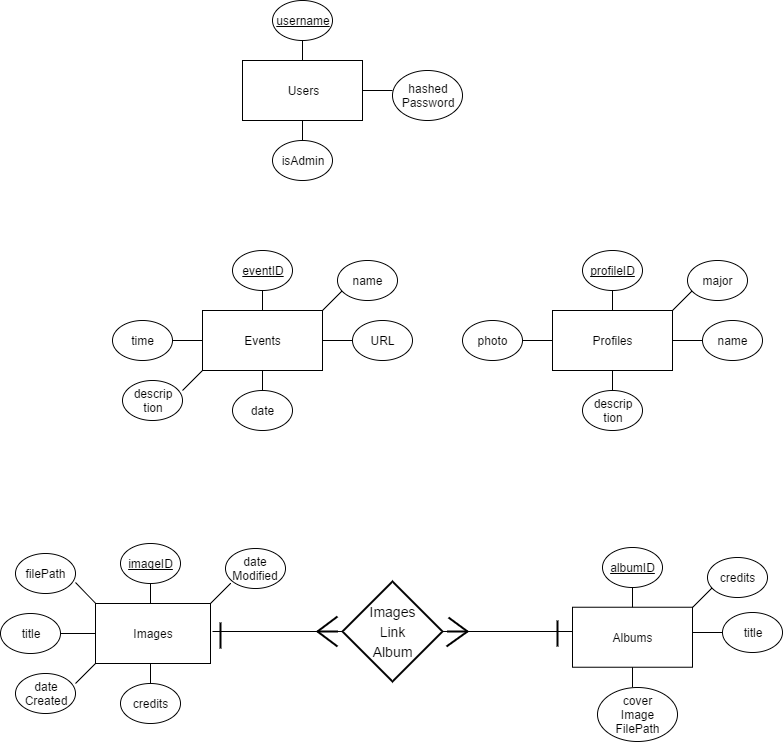 username
Users
hashed
Password
isAdmin
eventID
name
time
Events
URL
descrip
tion
date
profileID
major
photo
Profiles
name
descrip
tion
filePath
imageID
date
Modified
title
Images
date
Created
credits
Images
Link
Album
albumID
credits
Albums
title
cover
Image
FilePath